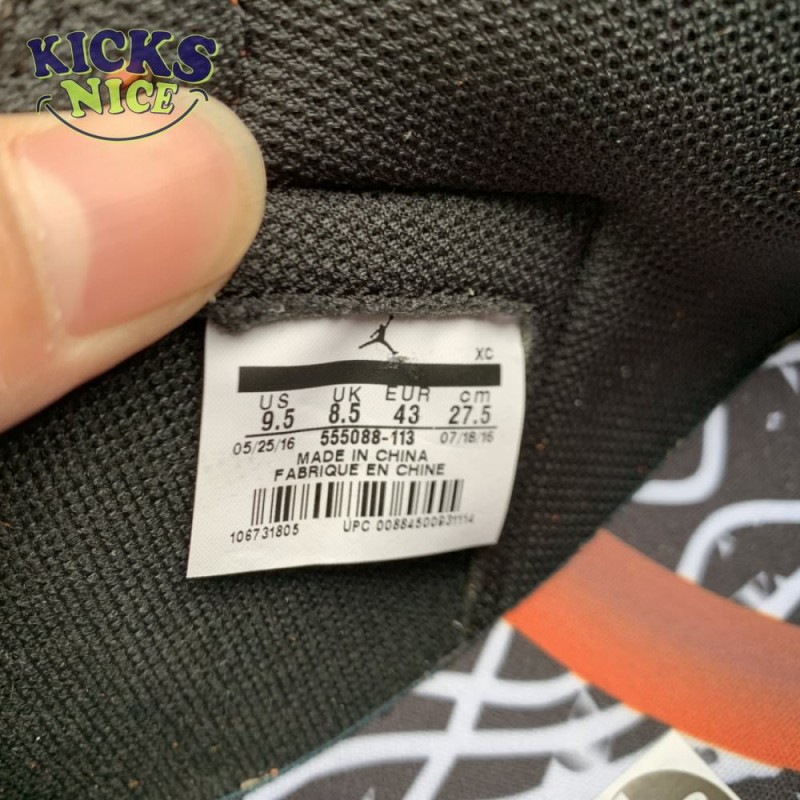 KICKS
NICE
XC
US UK EUR cm
9.5 8.5 43 27.5
05/25/16 555088-113 07/18/16
MADE IN CHINA
FABRIQUE EN CHINE
106731805 UPC 00884500931114